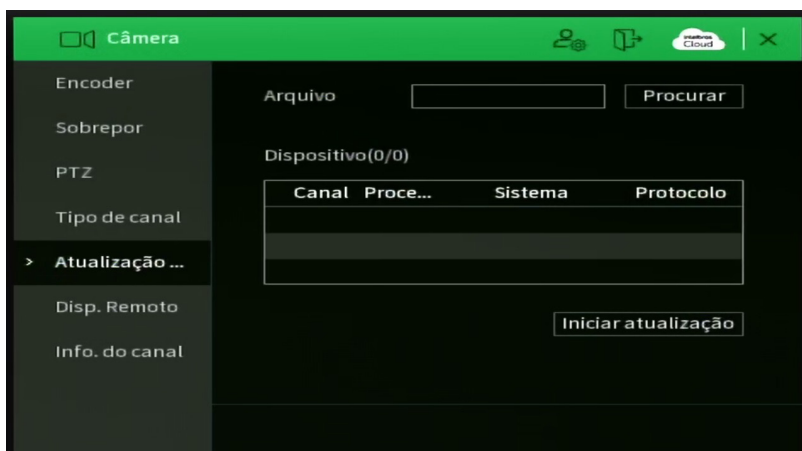 Câmera
intelbras
Cloud
Encoder
Sobrepor
PTZ
Tipo de canal
Atualização ...
Disp. Remoto
Info. do canal
Arquivo
Procurar
Dispositivo(0/0)
Canal Proce... Sistema Protocolo
Iniciar atualização